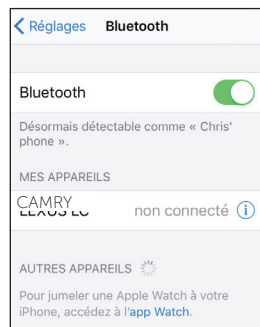 Réglages Bluetooth
Bluetooth
Désormais détectable comme « Chris'
phone ».
MES APPAREILS
CAMRY non connecté
AUTRES APPAREILS
Pour jumeler une Apple Watch à votre
iPhone, accédez à l'app Watch.